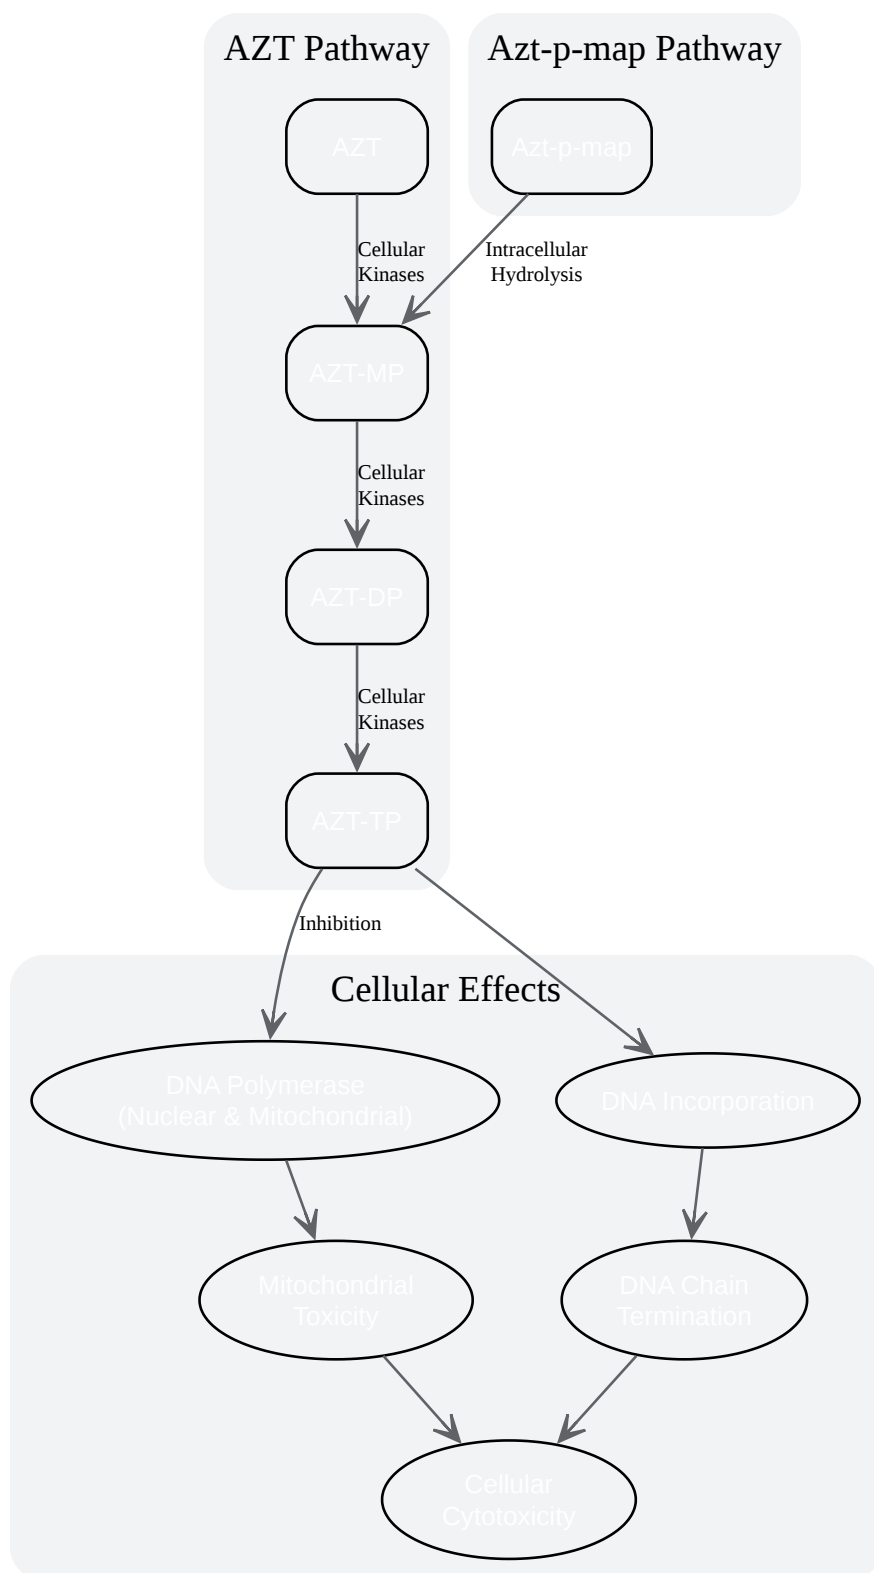 AZT Pathway
Azt-p-map Pathway
AZT
Azt-p-map
Cellular
Kinases
Intracellular
Hydrolysis
AZT-MP
Cellular
Kinases
AZT-DP
Cellular
Kinases
AZT-TP
Inhibition
Cellular Effects
DNA Polymerase
(Nuclear & Mitochondrial)
DNA Incorporation
Mitochondrial
Toxicity
DNA Chain
Termination
Cellular
Cytotoxicity